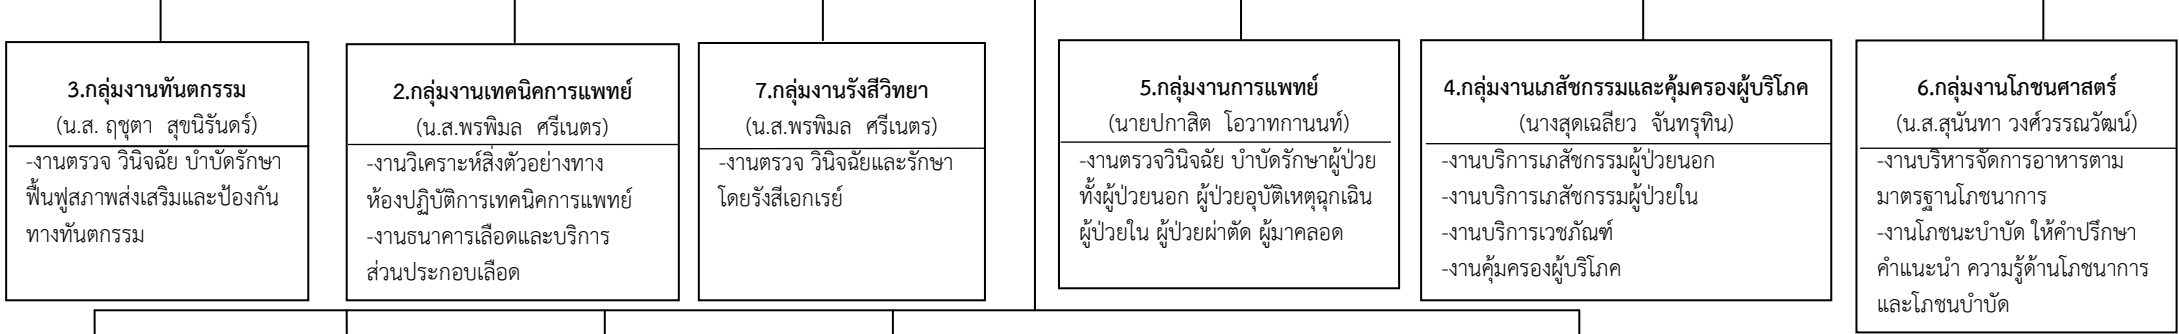 3.กลุ่มงานทันตกรรม
(น.ส. ฤชุตา สุขนิรันดร์)
-งานตรวจ วินิจฉัย บำบัดรักษา
ฟื้นฟูสภาพส่งเสริมและป้องกัน
ทางทันตกรรม
2.กลุ่มงานเทคนิคการแพทย์
(น.ส.พรพิมล ศรีเนตร)
-งานวิเคราะห์สิ่งตัวอย่างทาง
ห้องปฏิบัติการเทคนิคการแพทย์
-งานธนาคารเลือดและบริการ
ส่วนประกอบเลือด
7.กลุ่มงานรังสีวิทยา
(น.ส.พรพิมล ศรีเนตร)
-งานตรวจ วินิจฉัยและรักษา
โดยรังสีเอกเรย์
5.กลุ่มงานการแพทย์
(นายปกาสิต โอวาทกานนท์)
-งานตรวจวินิจฉัย บำบัดรักษาผู้ป่วย
ทั้งผู้ป่วยนอก ผู้ป่วยอุบัติเหตุฉุกเฉิน
ผู้ป่วยใน ผู้ป่วยผ่าตัด ผู้มาคลอด
4.กลุ่มงานเภสัชกรรมและคุ้มครองผู้บริโภค
(นางสุดเฉลียว จันทรุทิน)
-งานบริการเภสัชกรรมผู้ป่วยนอก
-งานบริการเภสัชกรรมผู้ป่วยใน
-งานบริการเวชภัณฑ์
-งานคุ้มครองผู้บริโภค
6.กลุ่มงานโภชนศาสตร์
(น.ส.สุนันทา วงศ์วรรณวัฒน์)
-งานบริหารจัดการอาหารตาม
มาตรฐานโภชนาการ
-งานโภชนะบำบัด ให้คำปรึกษา
คำแนะนำ ความรู้ด้านโภชนาการ
และโภชนบำบัด